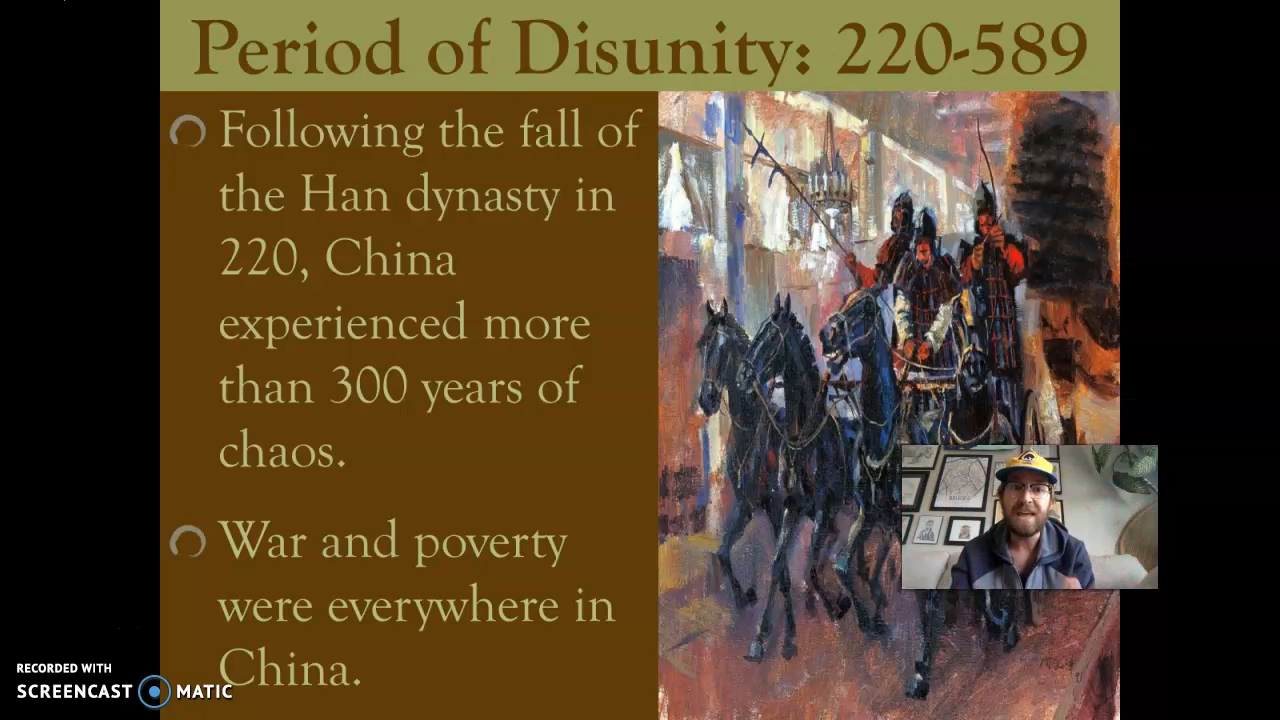 Period of Disunity: 220-589
Following the fall of
the Han dynasty in
220, China
experienced more
than 300 years of
chaos.
War and poverty
were everywhere in
China.
RECORDED WITH
SCREENCAST MATIC